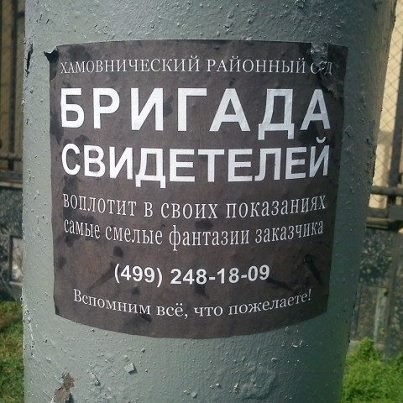 ХАМОВНИЧЕСКИЙ РАЙОННЫЙ СУД
БРИГАДА
СВИДЕТЕЛЕЙ
воплотит в своих показаниях
самые смелые фантазии заказчика
(499) 248-18-09
Вспомним всё, что пожелаете!